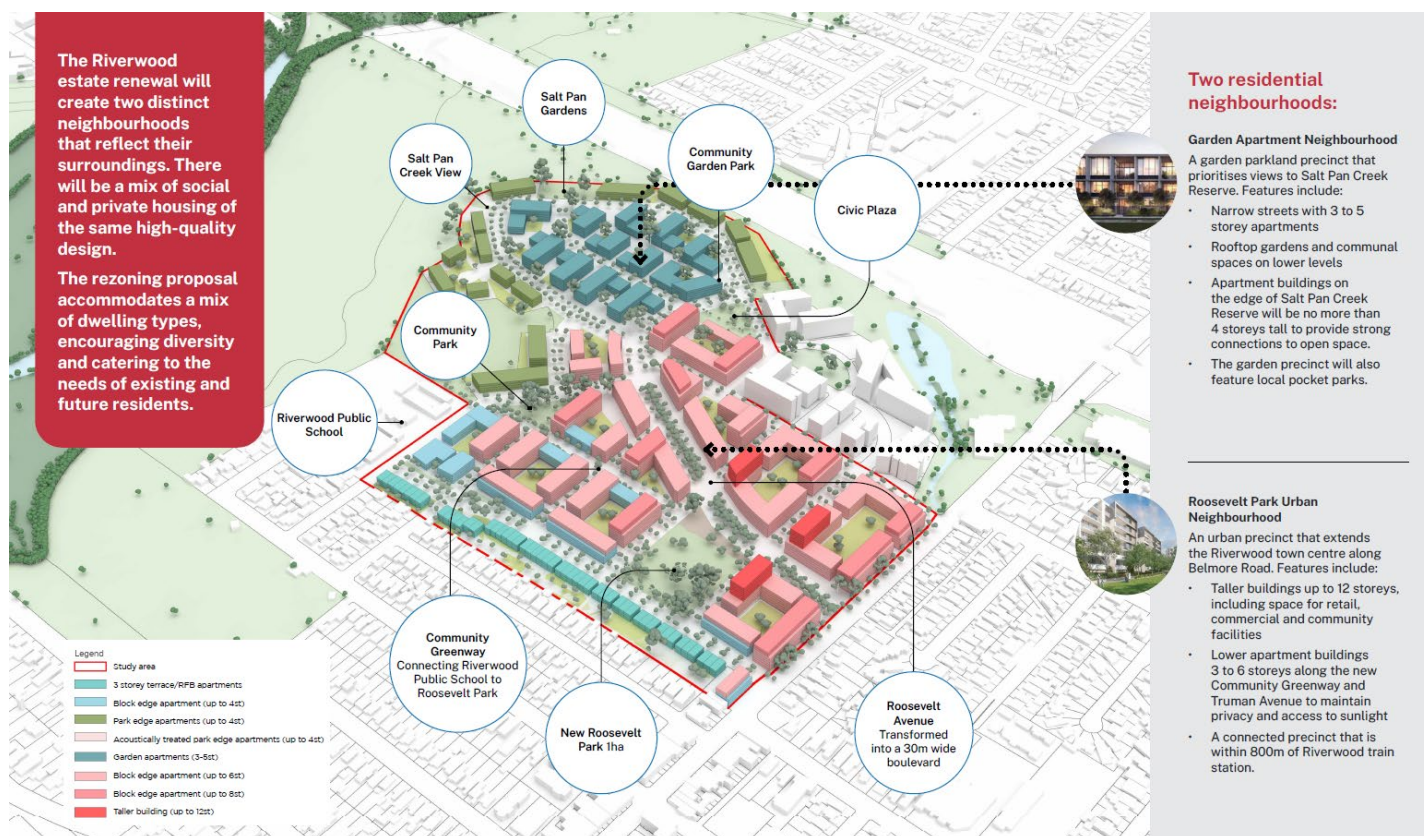 The Riverwood
estate renewal will
create two distinct
neighbourhoods
that reflect their
surroundings. There
will be a mix of social
and private housing of
the same high-quality
design.
The rezoning proposal
accommodates a mix
of dwelling types,
encouraging diversity
and catering to the
needs of existing and
future residents.
Salt Pan
Gardens
Salt Pan
Creek View
Community
Garden Park
Civic Plaza
Community
Park
Riverwood Public
School
Community
Greenway
Connecting Riverwood
Public School to
Roosevelt Park
New Roosevelt
Park 1ha
Roosevelt
Avenue
Transformed
into a 30m wide
boulevard
Legend
Study area
3 storey terrace/RFB apartments
Block edge apartment (up to 4st)
Park edge apartments (up to 4st)
Acoustically treated park edge apartments (up to 4st)
Garden apartments (3-5st)
Block edge apartment (up to 6st)
Block edge apartment (up to 8st)
Taller building (up to 12st)
Two residential
neighbourhoods:
Garden Apartment Neighbourhood
A garden parkland precinct that
prioritises views to Salt Pan Creek
Reserve. Features include:
• Narrow streets with 3 to 5
storey apartments
• Rooftop gardens and communal
spaces on lower levels
• Apartment buildings on
the edge of Salt Pan Creek
Reserve will be no more than
4 storeys tall to provide strong
connections to open space.
• The garden precinct will also
feature local pocket parks.
Roosevelt Park Urban
Neighbourhood
An urban precinct that extends
the Riverwood town centre along
Belmore Road. Features include:
• Taller buildings up to 12 storeys,
including space for retail,
commercial and community
facilities
• Lower apartment buildings
3 to 6 storeys along the new
Community Greenway and
Truman Avenue to maintain
privacy and access to sunlight
• A connected precinct that is
within 800m of Riverwood train
station.